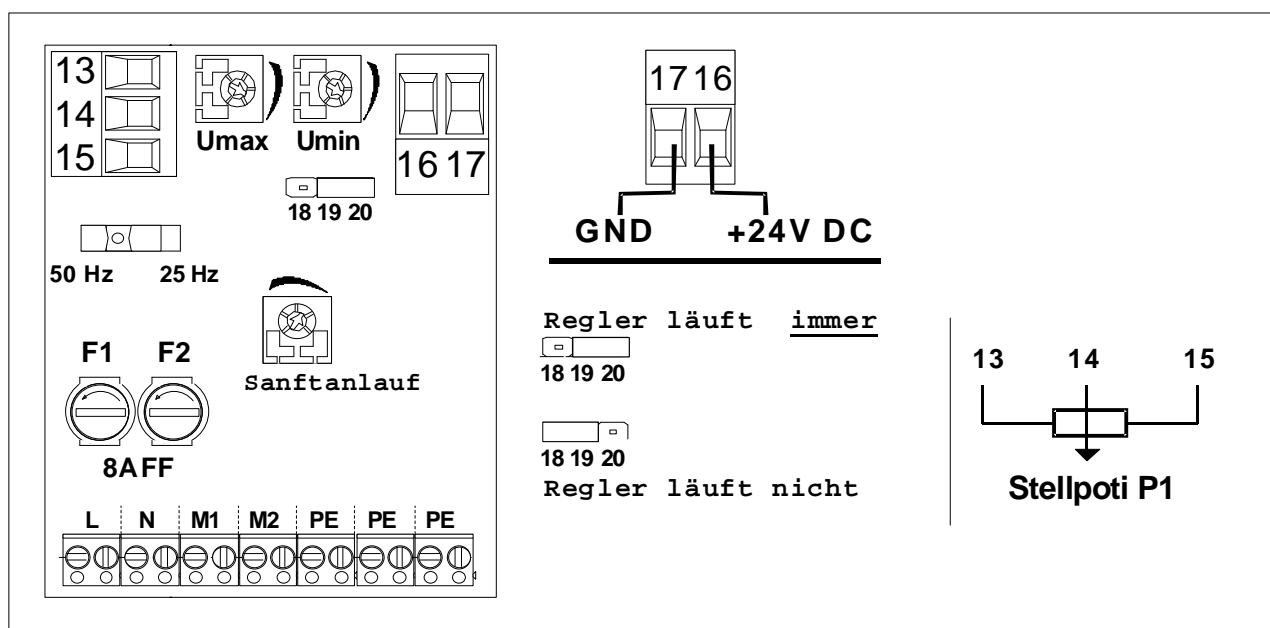 13
14
15
Umax Umin
16 17
18 19 20
50 Hz 25 Hz
F1 F2
Sanftanlauf
8A FF
L N M1 M2 PE PE PE
17 16
GND +24V DC
Regler läuft immer
18 19 20
18 19 20
Regler läuft nicht
13 14 15
Stellpoti P1